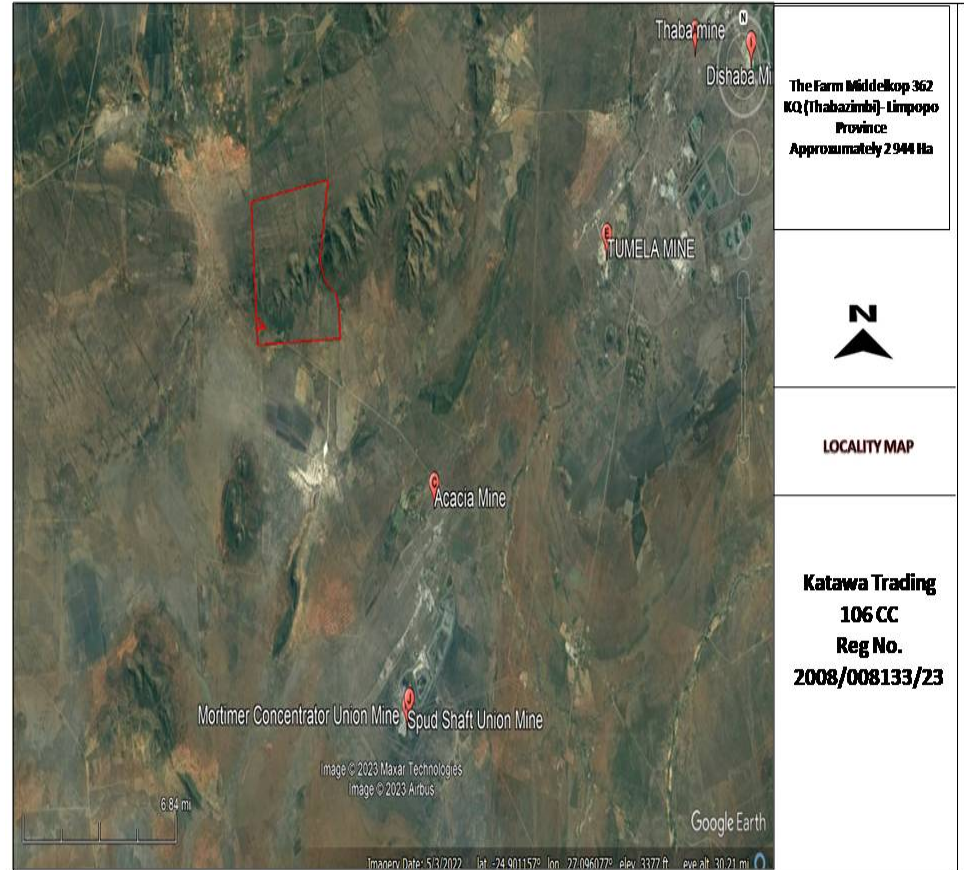 Thaba mine
N
Dishaba Mi
TUMELA MINE
Acacia Mine
Mortimer Concentrator Union Mine
Spud Shaft Union Mine
Image © 2023 Maxar Technologies
Image © 2023 Airbus
6.84 mi
Google Earth
Imagery Date: 5/3/2022 lat -24.901157° lon 27.096077° elev 3377 ft eye alt 30.21 mi
The Farm Middelkop 362
KQ (Thabazimbi)- Limpopo
Province
Approxumately 2 944 Ha
N
LOCALITY MAP
Katawa Trading
106 CC
Reg No.
2008/008133/23